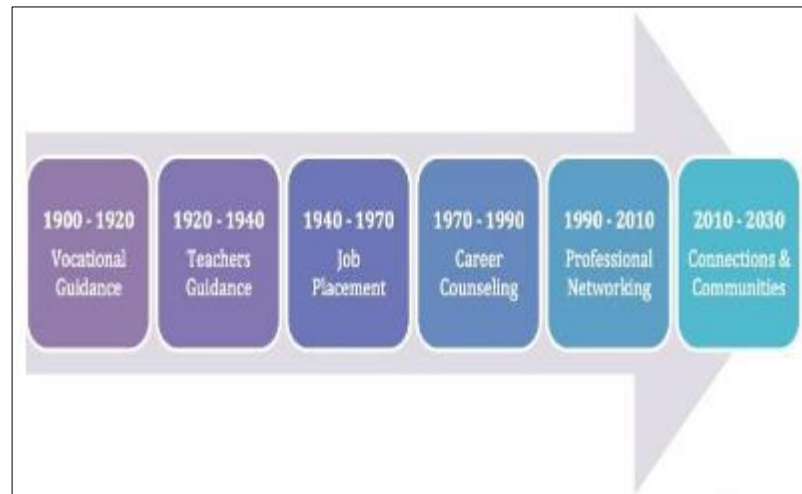 1900 - 1920
Vocational
Guidance
1920 - 1940
Teachers
Guidance
1940 - 1970
Job
Placement
1970 - 1990
Career
Counseling
1990 - 2010
Professional
Networking
2010 - 2030
Connections &
Communities